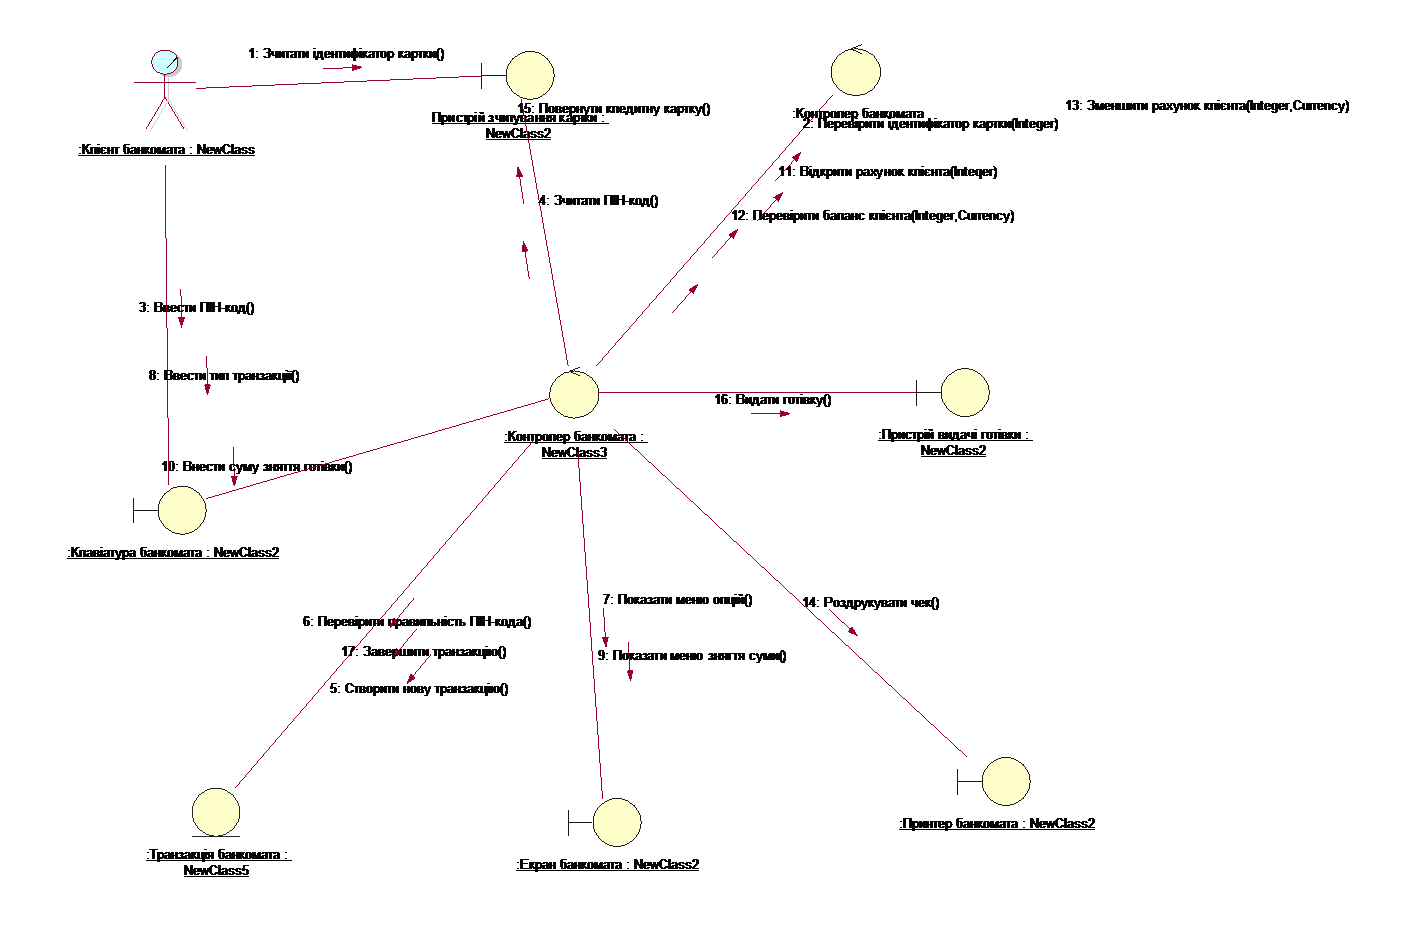 1: Зчитати ідентифікатор картки()
:Клієнт банкомата : NewClass
15: Повернути кредитну картку()
Пристрій зчитування картки :
NewClass2
:Контролер банкомата
13: Зменшити рахунок клієнта(Integer,Currency)
2: Перевірити ідентифікатор картки(Integer)
11: Відкрити рахунок клієнта(Integer)
4: Зчитати ПІН-код()
12: Перевірити баланс клієнта(Integer,Currency)
3: Ввести ПІН-код()
8: Ввести тип транзакції()
16: Видати готівку()
:Контролер банкомата :
NewClass3
:Пристрій видачі готівки :
NewClass2
10: Внести суму зняття готівки()
:Клавіатура банкомата : NewClass2
7: Показати меню опцій()
14: Роздрукувати чек()
6: Перевірити правильність ПІН-кода()
17: Завершити транзакцію()
9: Показати меню зняття суми()
5: Створити нову транзакцію()
:Принтер банкомата : NewClass2
:Транзакція банкомата :
NewClass5
:Екран банкомата : NewClass2